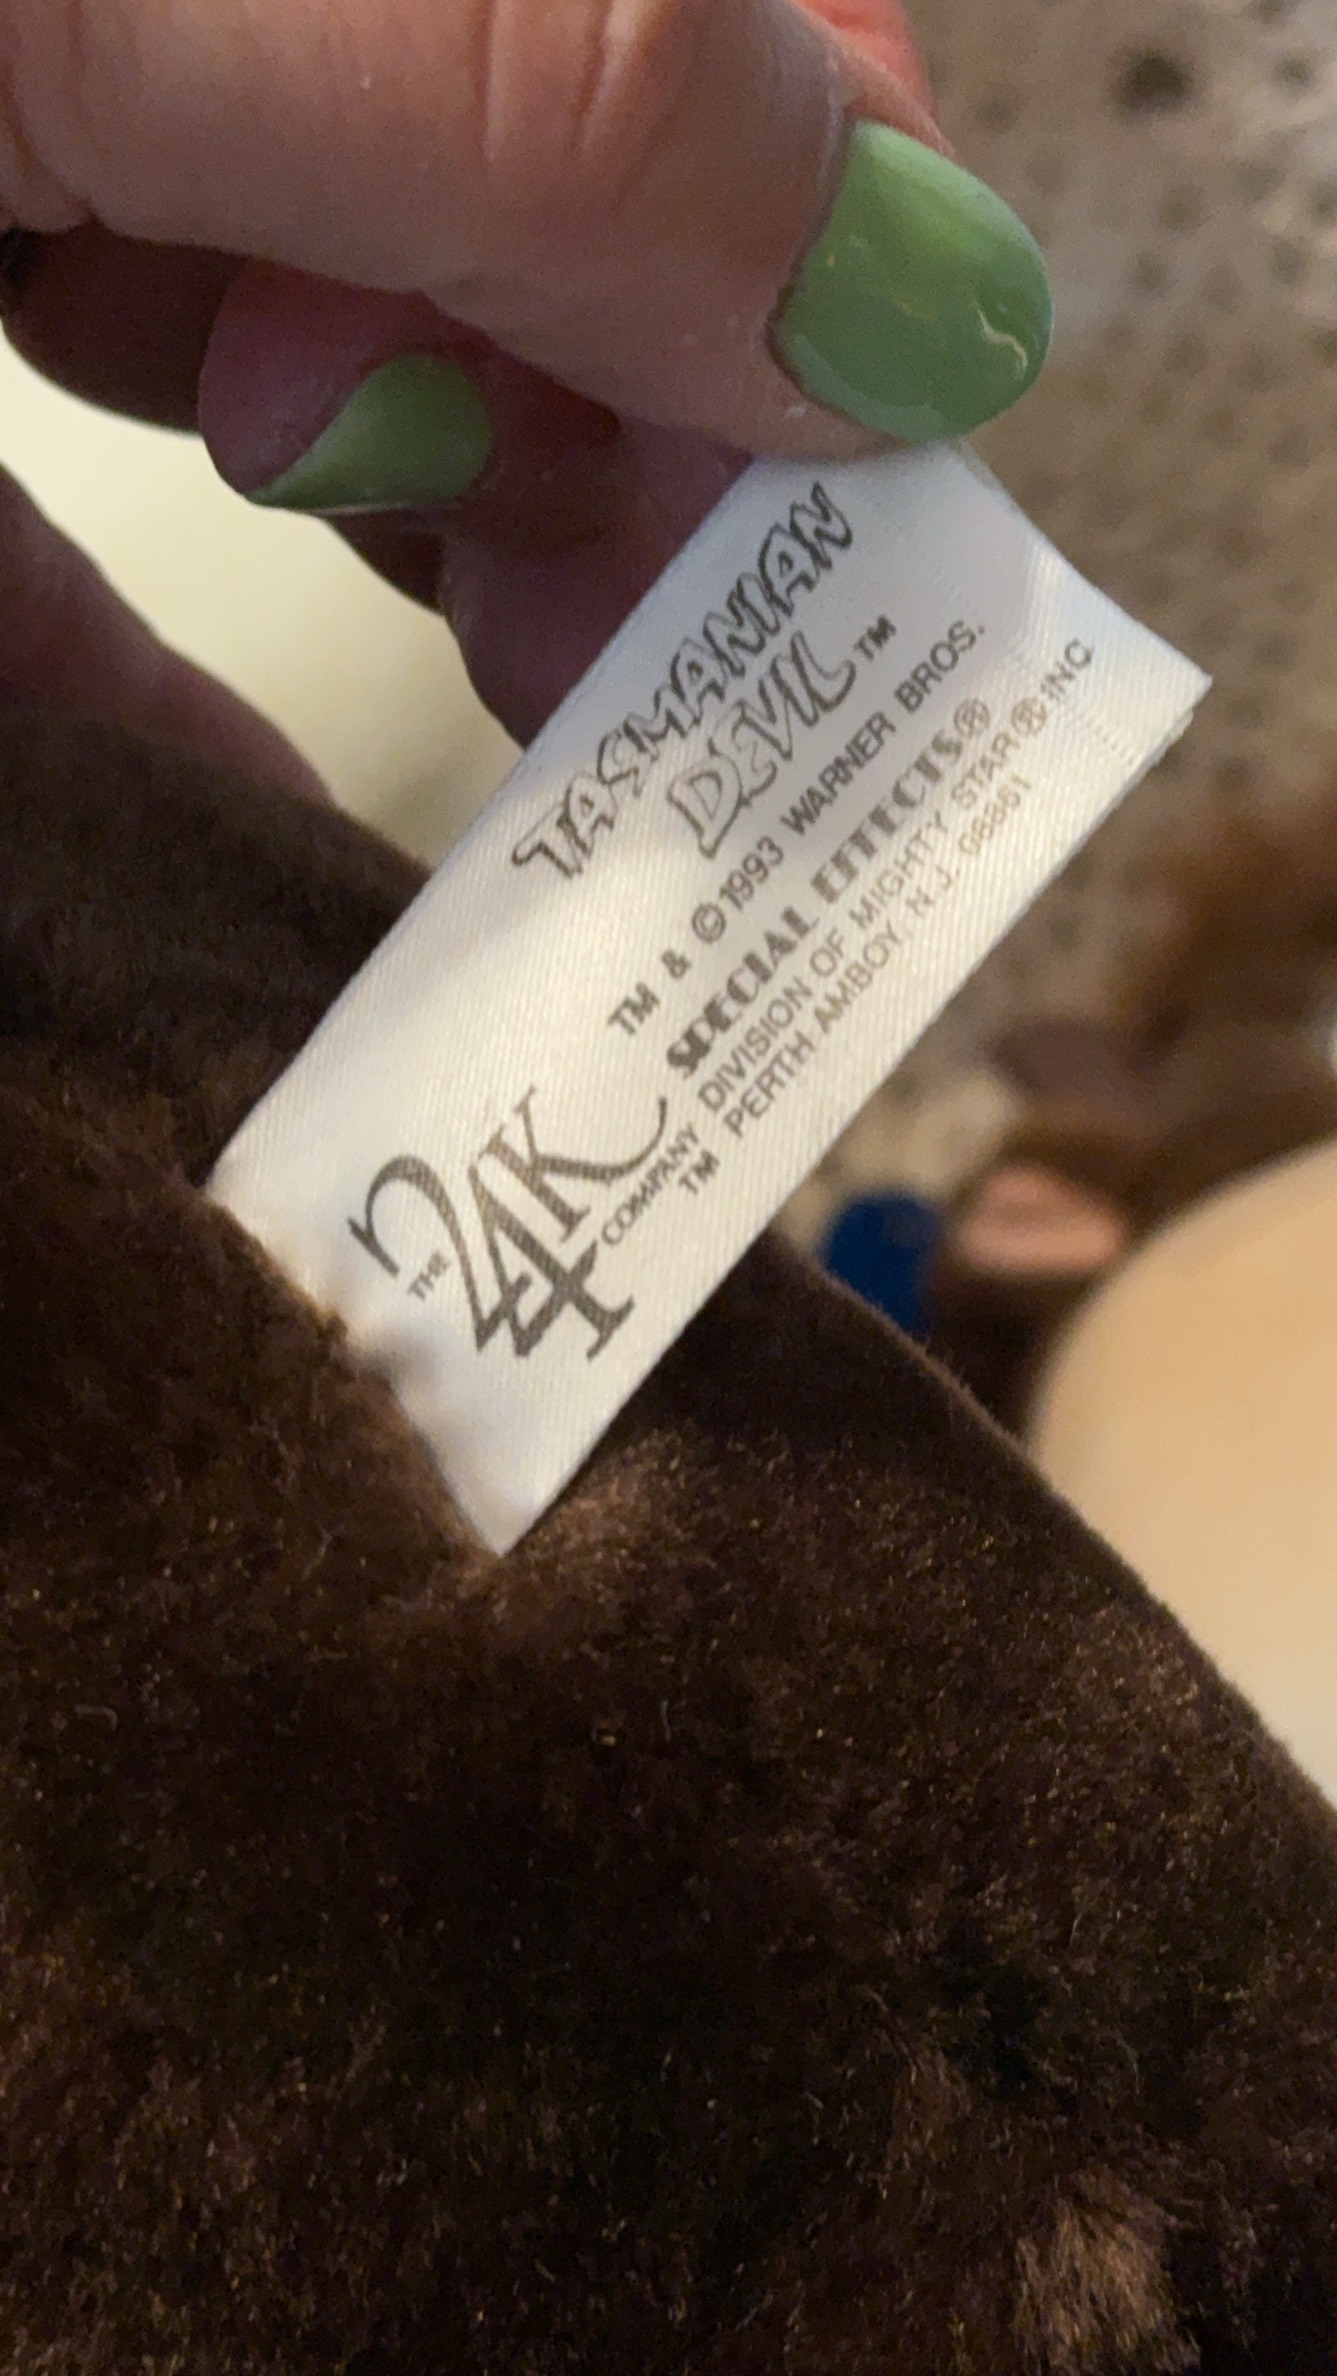 TASMANIAN
DEVIL™
TM & © 1993 WARNER BROS.
THE 24K COMPANY™
SPECIAL EFFECTS®
DIVISION OF MIGHTY STAR® INC
PERTH AMBOY, N.J. 08861